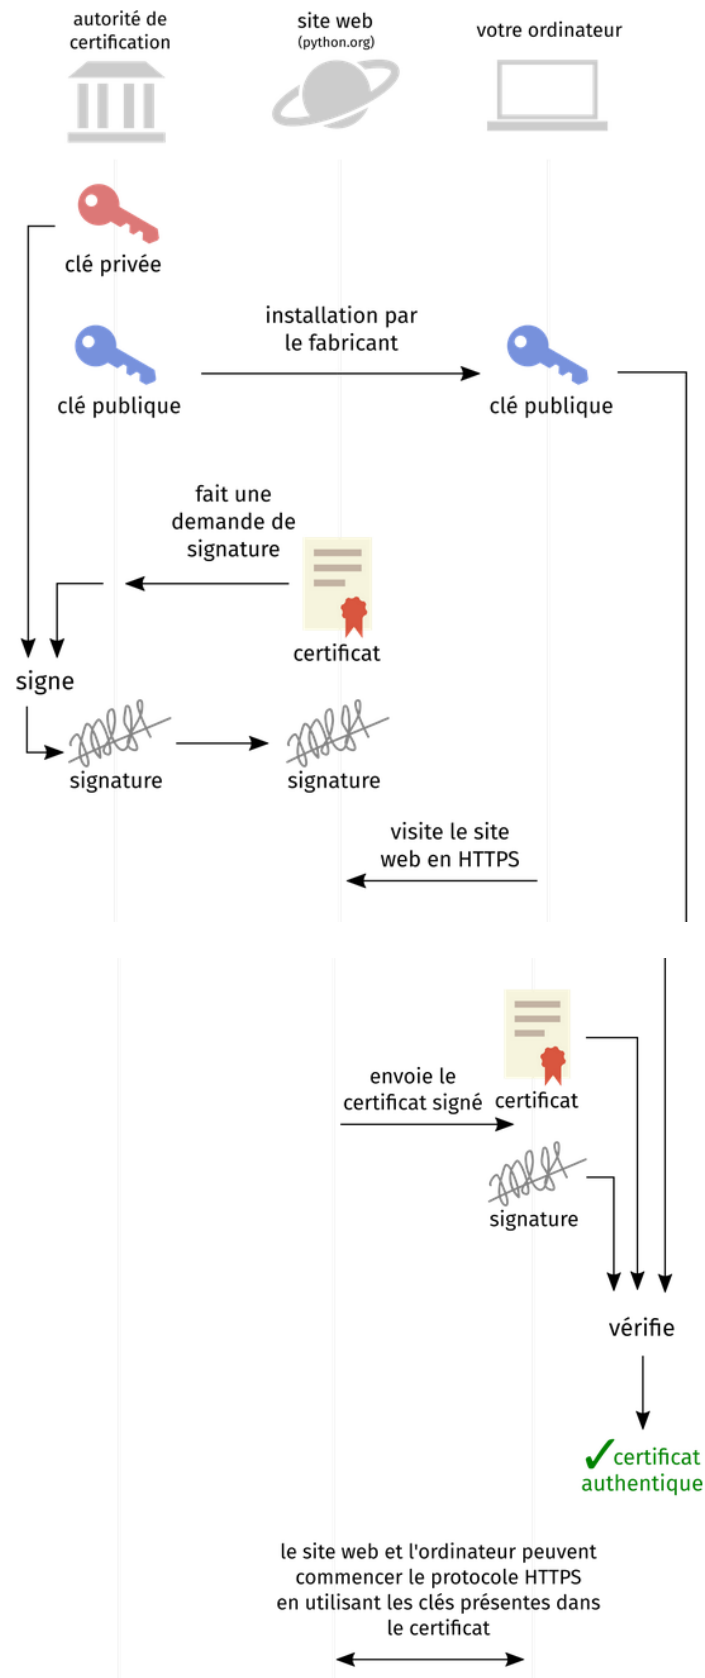 autorité de
certification
site web
(python.org)
votre ordinateur
clé privée
installation par
le fabricant
clé publique
clé publique
fait une
demande de
signature
certificat
signe
signature
signature
visite le site
web en HTTPS
envoie le
certificat signé
certificat
signature
vérifie
✓certificat
authentique
le site web et l'ordinateur peuvent
commencer le protocole HTTPS
en utilisant les clés présentes dans
le certificat